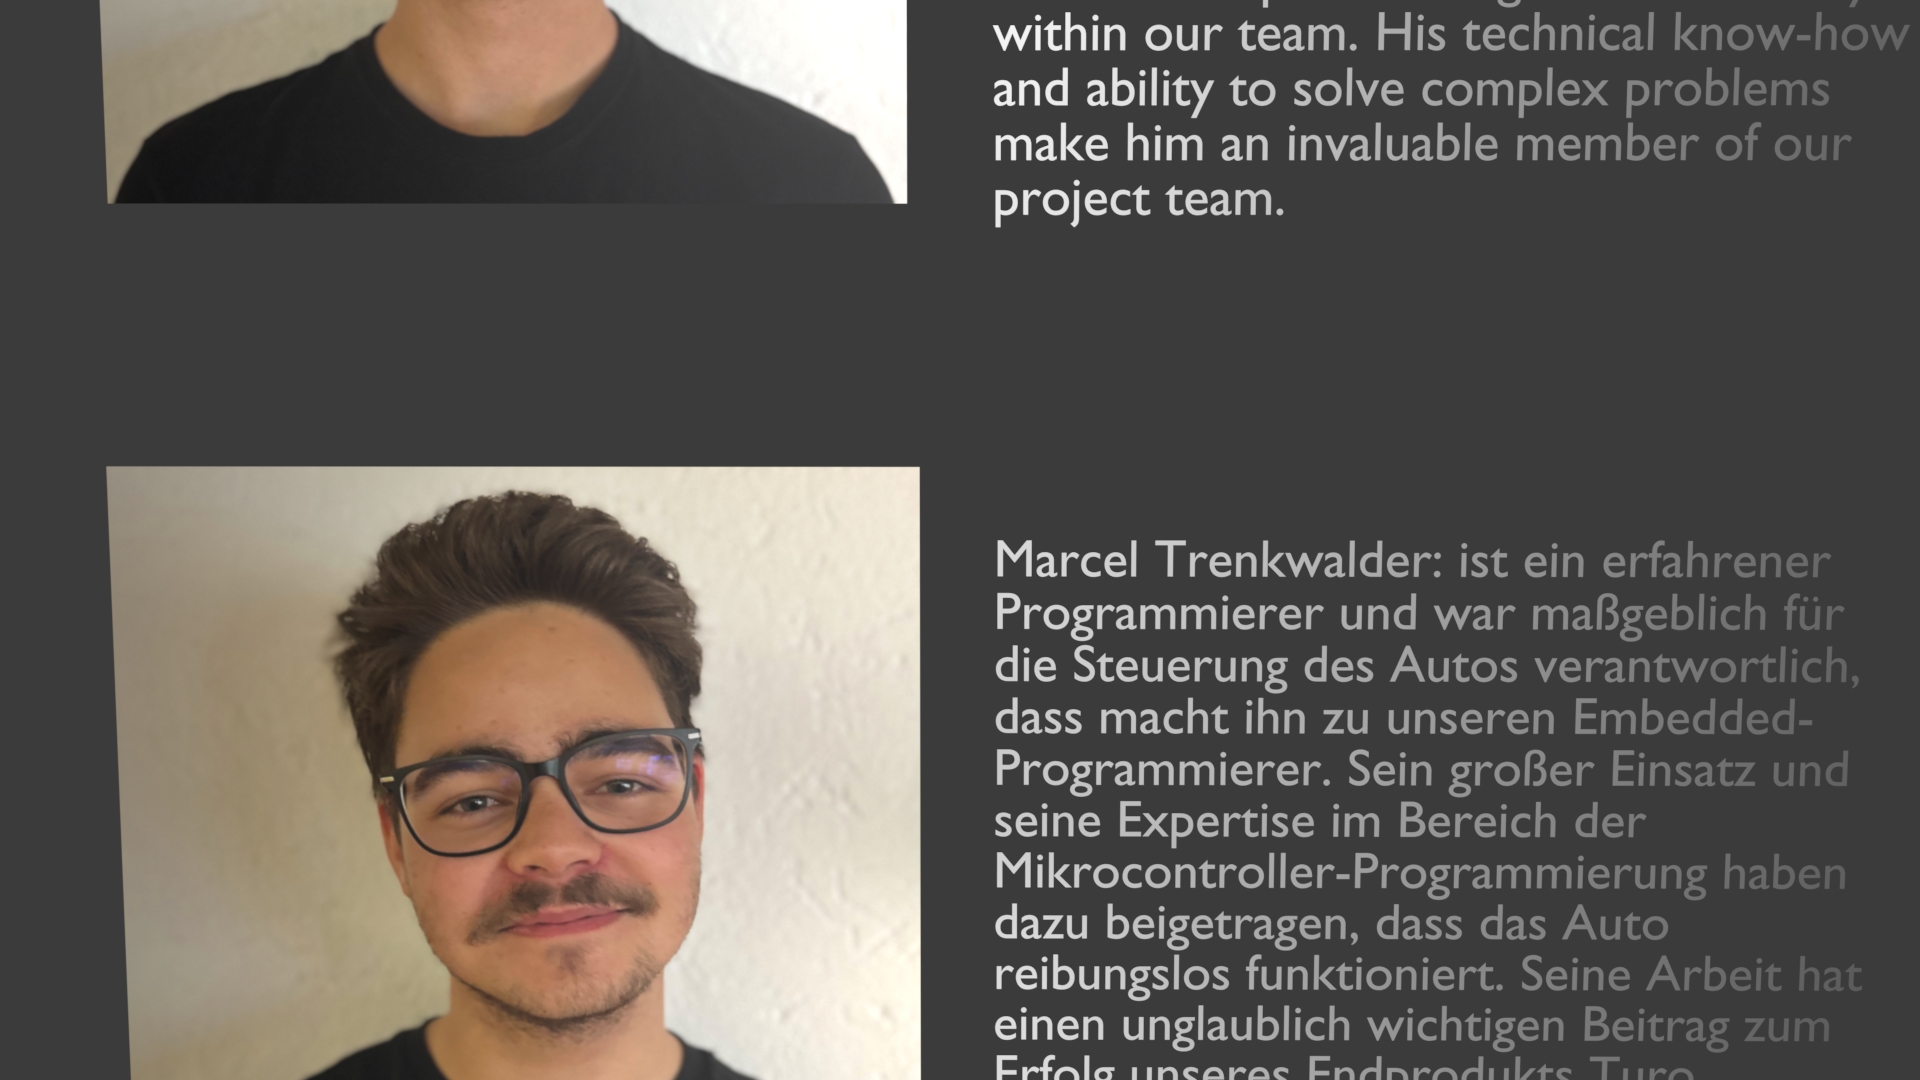 within our team. His technical know-how
and ability to solve complex problems
make him an invaluable member of our
project team.
Marcel Trenkwalder: ist ein erfahrener
Programmierer und war maßgeblich für
die Steuerung des Autos verantwortlich,
dass macht ihn zu unseren Embedded-
Programmierer. Sein großer Einsatz und
seine Expertise im Bereich der
Mikrocontroller-Programmierung haben
dazu beigetragen, dass das Auto
reibungslos funktioniert. Seine Arbeit hat
einen unglaublich wichtigen Beitrag zum
Erfolg unseres Endprodukts Turo